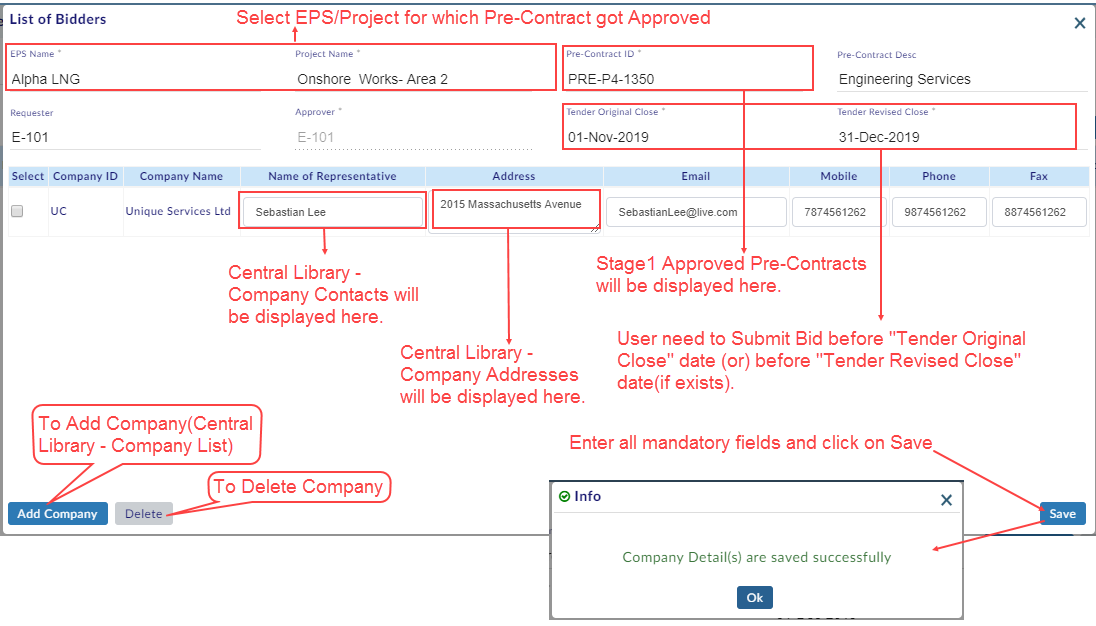 List of Bidders
Select EPS/Project for which Pre-Contract got Approved
EPS Name *
Project Name *
Pre-Contract ID *
Pre-Contract Desc
Alpha LNG
Onshore Works- Area 2
PRE-P4-1350
Engineering Services
Requester
Approver *
Tender Original Close *
Tender Revised Close *
E-101
E-101
01-Nov-2019
31-Dec-2019
Select Company ID Company Name Name of Representative Address Email Mobile Phone Fax
UC Unique Services Ltd Sebastian Lee 2015 Massachusetts Avenue SebastianLee@live.com 7874561262 9874561262 8874561262
Central Library -
Company Contacts will
be displayed here.
Stage1 Approved Pre-Contracts
will be displayed here.
Central Library -
Company Addresses
will be displayed here.
User need to Submit Bid before "Tender Original
Close" date (or) before "Tender Revised Close"
date(if exists).
To Add Company(Central
Library - Company List)
Enter all mandatory fields and click on Save
To Delete Company
Add Company
Delete
Save
Info
Company Detail(s) are saved successfully
Ok